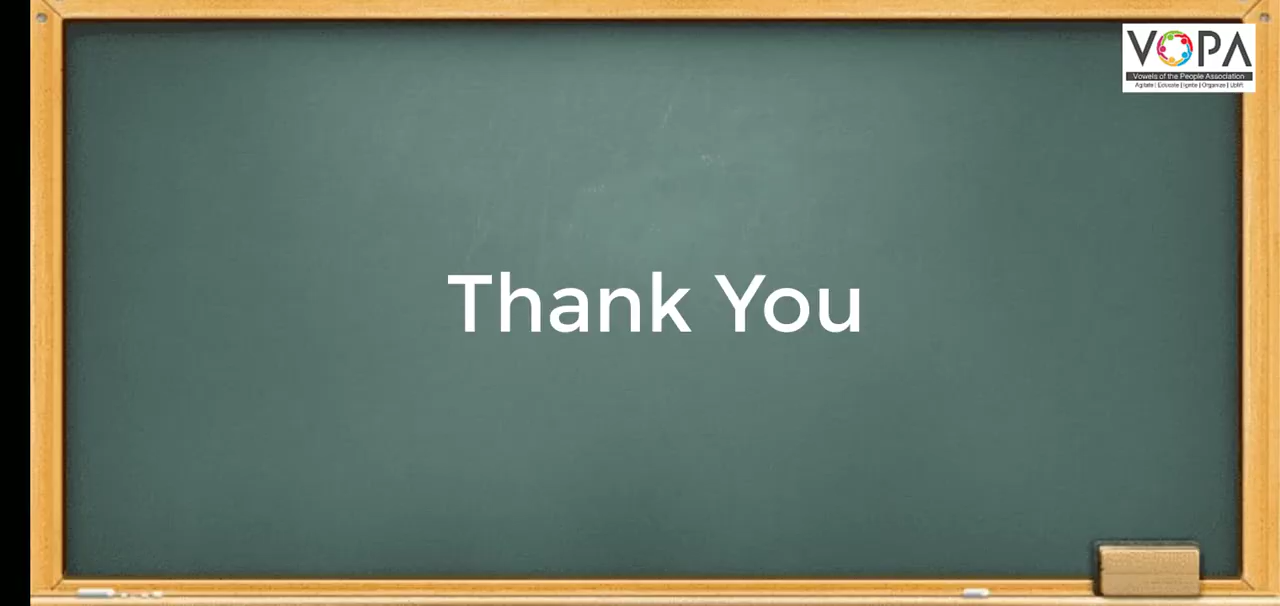 VOPA
Vowels of the People Association
Agitate | Educate | Ignite | Organize | Uplift
Thank You